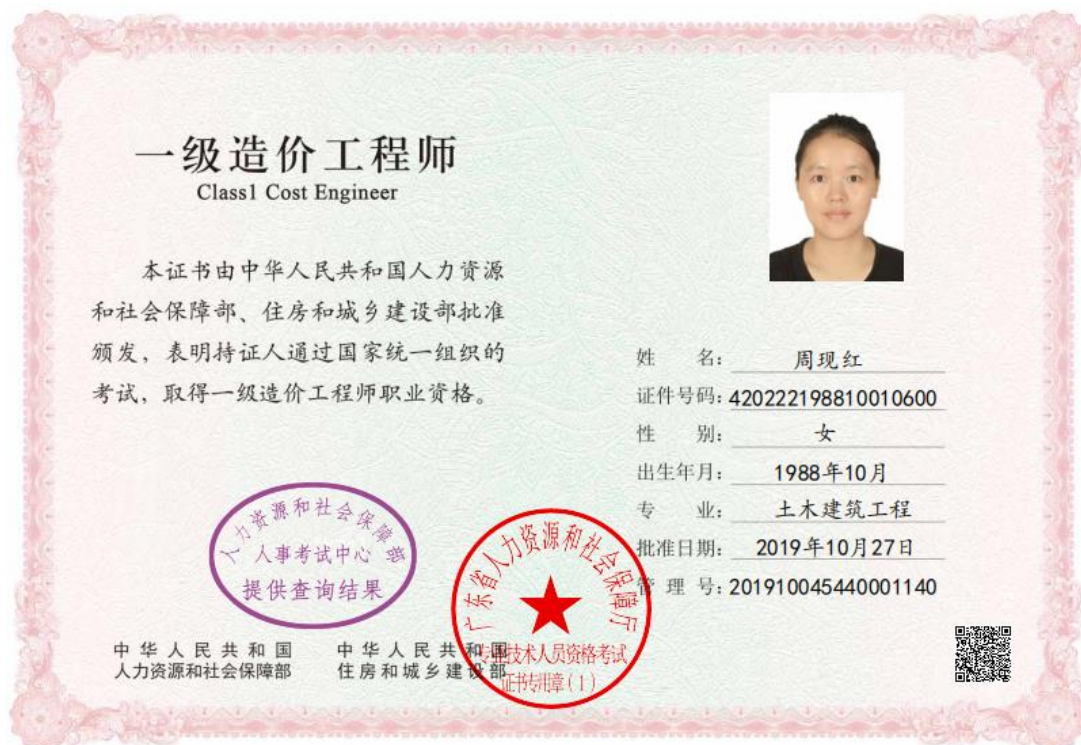 一级造价工程师
Class1 Cost Engineer
本证书由中华人民共和国人力资源
和社会保障部、住房和城乡建设部批准
颁发，表明持证人通过国家统一组织的
考试，取得一级造价工程师职业资格。
姓 名： 周现红
证件号码：420222198810010600
性 别： 女
出生年月： 1988年10月
专 业： 土木建筑工程
批准日期： 2019年10月27日
管 理 号：201910045440001140
人力资源和社会保障部
人事考试中心
提供查询结果
广东省人力资源和社会保障厅
专业技术人员资格考试
证书专用章（1）
中华人民共和国
人力资源和社会保障部
中华人民共和国
住房和城乡建设部